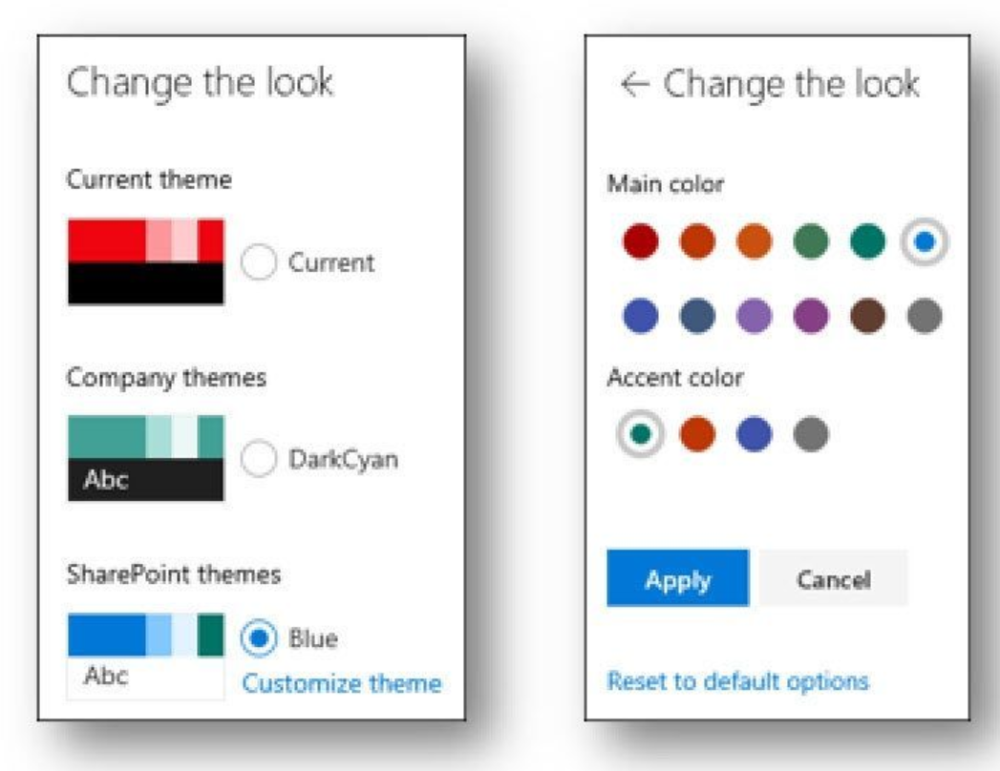 Change the look
Current theme
Current
Company themes
Abc
DarkCyan
SharePoint themes
Abc
Blue
Customize theme
← Change the look
Main color
Accent color
Apply
Cancel
Reset to default options